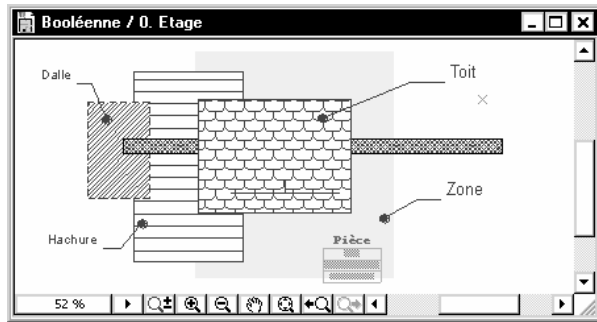 Booléenne / 0. Etage
Dalle
Toit
Zone
Hachure
Pièce
52 %